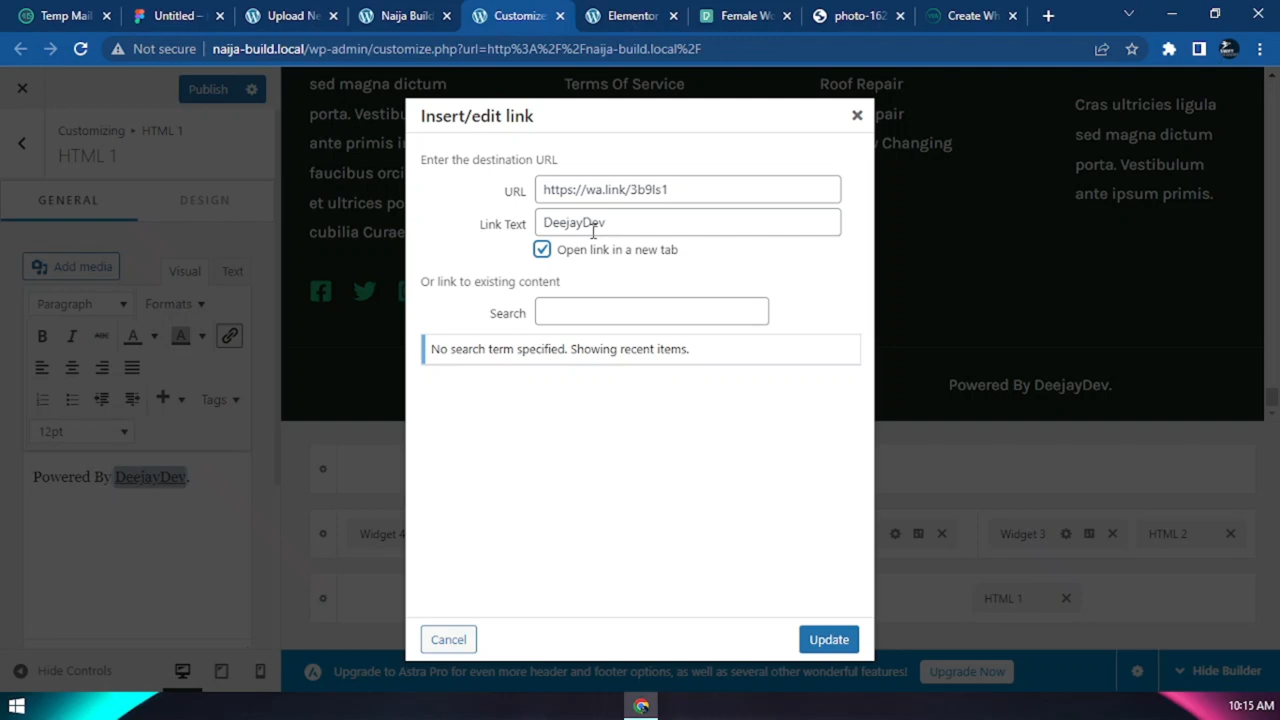 Temp Mail
Untitled –
Upload Ne
Naija Build
Customize
Elementor
Female Wo
photo-162
Create Wh
Not secure
naija-build.local/wp-admin/customize.php?url=http%3A%2F%2Fnaija-build.local%2F
Publish
Customizing ▸ HTML 1
HTML 1
GENERAL
DESIGN
Add media
Visual
Text
Paragraph
Formats
B I ABC A A
Tags
12pt
Powered By DeejayDev.
Hide Controls
sed magna dictum
porta. Vestibu
ante primis i
faucibus orci
et ultrices po
cubilia Curae
Terms Of Service
Roof Repair
epair
Changing
Cras ultricies ligula
sed magna dictum
porta. Vestibulum
ante ipsum primis.
Powered By DeejayDev.
Insert/edit link
Enter the destination URL
URL
https://wa.link/3b9ls1
Link Text
DeejayDev
Open link in a new tab
Or link to existing content
Search
No search term specified. Showing recent items.
Cancel
Update
Widget 4
Widget 3
HTML 2
HTML 1
Upgrade to Astra Pro for even more header and footer options, as well as several other wonderful features!
Upgrade Now
Hide Builder
10:15 AM